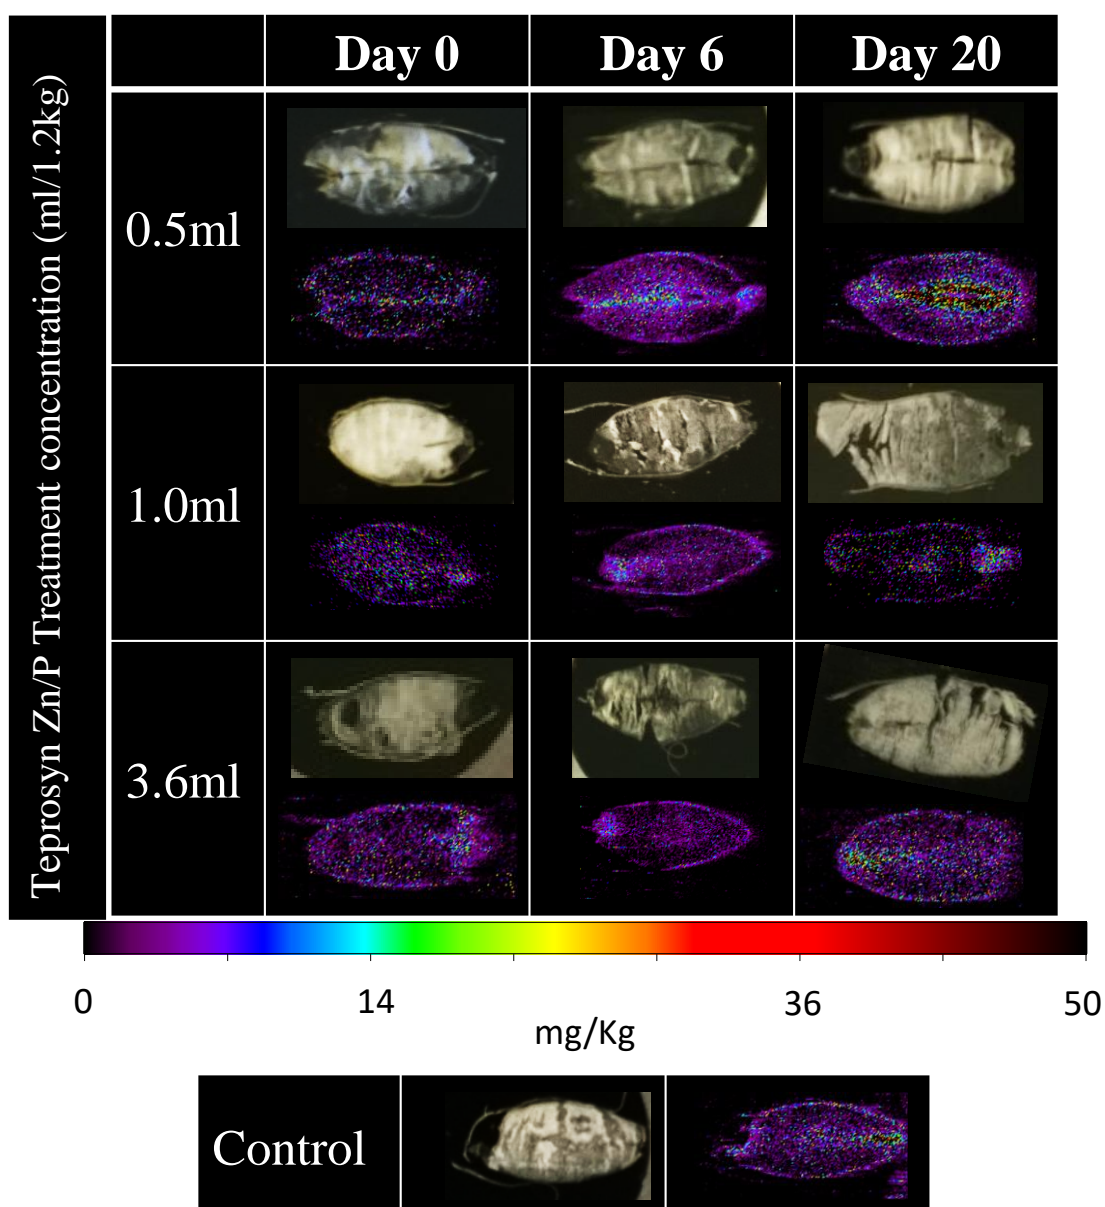 Teprosyn Zn/P Treatment concentration (ml/1.2kg)
Day 0 Day 6 Day 20
0.5ml
1.0ml
3.6ml
0 14 36 50
mg/Kg
Control